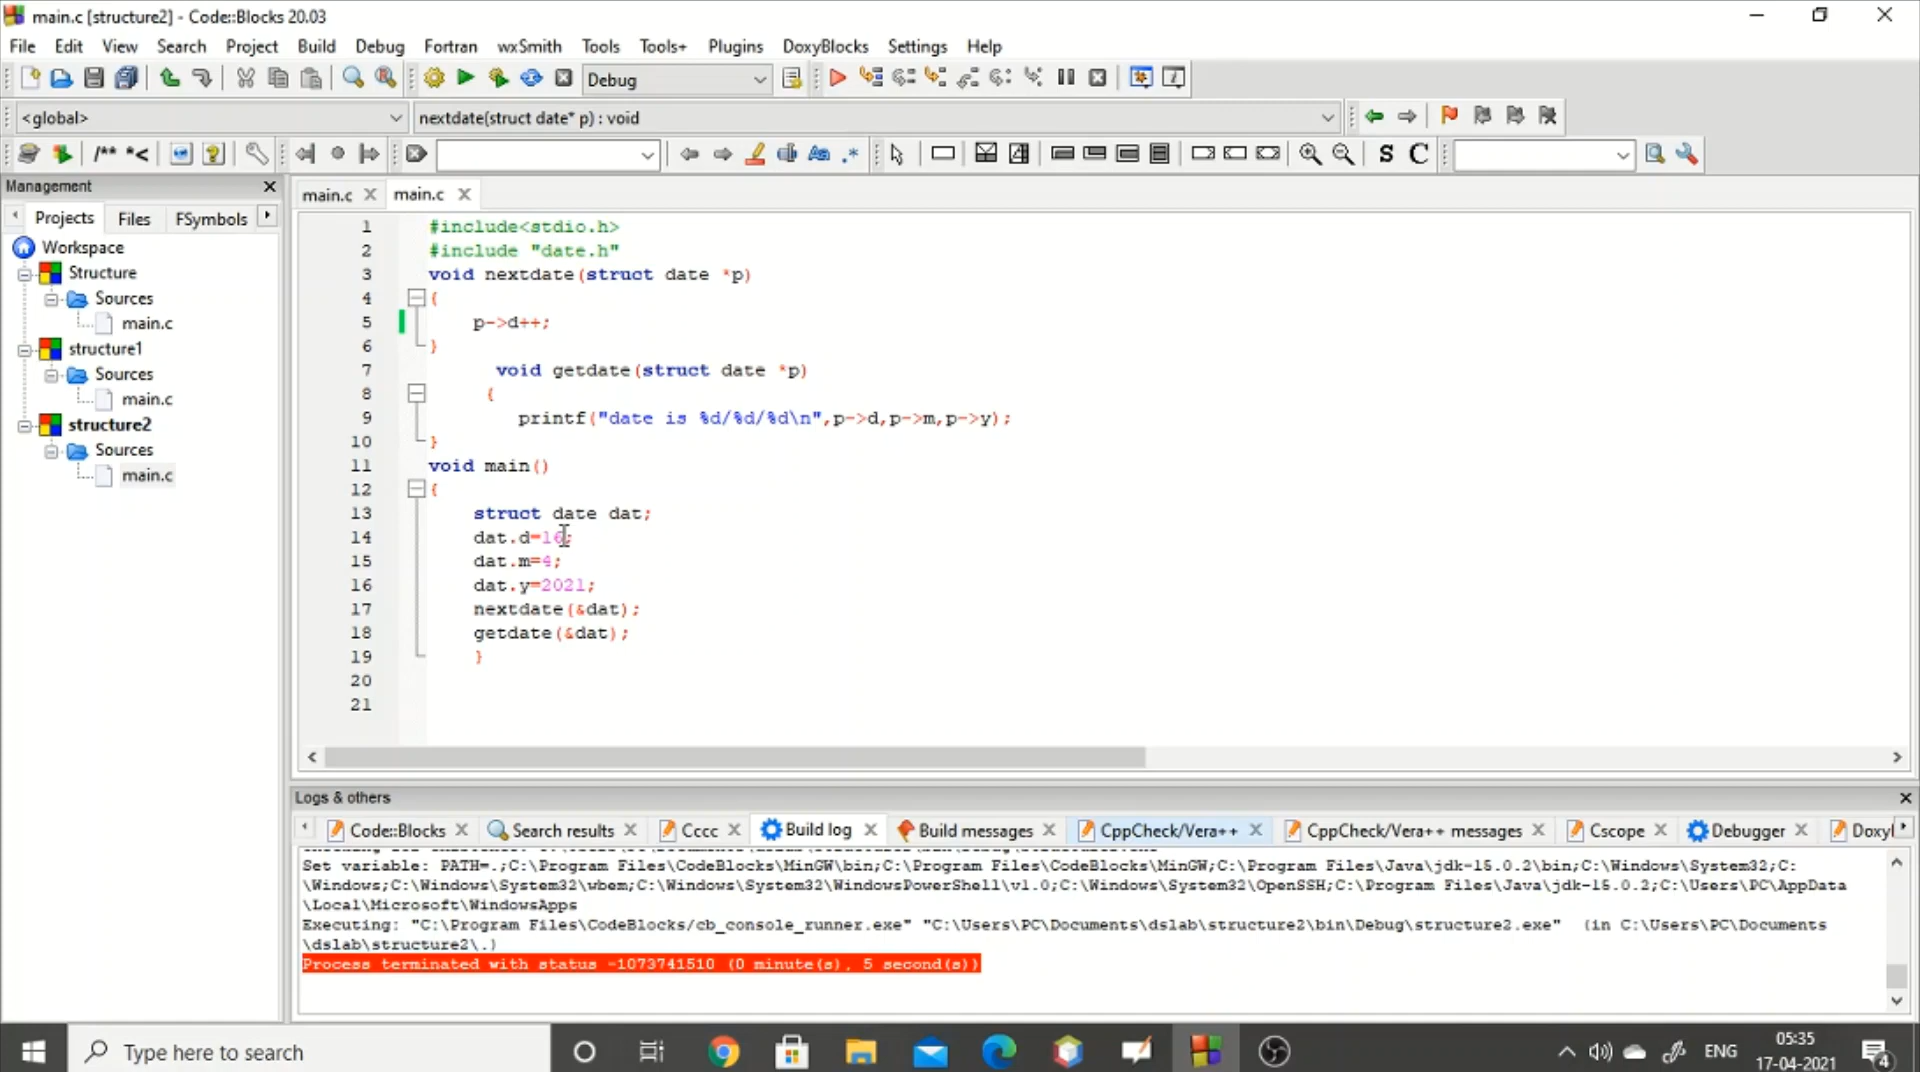 main.c [structure2] - Code::Blocks 20.03
File Edit View Search Project Build Debug Fortran wxSmith Tools Tools+ Plugins DoxyBlocks Settings Help
Debug
<global> nextdate(struct date* p) : void
/** *< Aa .* S C
Management
Projects Files FSymbols
Workspace
Structure
Sources
main.c
structure1
Sources
main.c
structure2
Sources
main.c
main.c main.c
1 #include<stdio.h>
2 #include "date.h"
3 void nextdate(struct date *p)
4 {
5 p->d++;
6 }
7 void getdate(struct date *p)
8 {
9 printf("date is %d/%d/%d\n",p->d,p->m,p->y);
10 }
11 void main()
12 {
13 struct date dat;
14 dat.d=16;
15 dat.m=4;
16 dat.y=2021;
17 nextdate(&dat);
18 getdate(&dat);
19 }
20
21
Logs & others
Code::Blocks Search results Cccc Build log Build messages CppCheck/Vera++ CppCheck/Vera++ messages Cscope Debugger Doxyl
Set variable: PATH=.;C:\Program Files\CodeBlocks\MinGW\bin;C:\Program Files\CodeBlocks\MinGW;C:\Program Files\Java\jdk-15.0.2\bin;C:\Windows\System32;C:
\Windows;C:\Windows\System32\wbem;C:\Windows\System32\WindowsPowerShell\v1.0;C:\Windows\System32\OpenSSH;C:\Program Files\Java\jdk-15.0.2;C:\Users\PC\AppData
\Local\Microsoft\WindowsApps
Executing: "C:\Program Files\CodeBlocks/cb_console_runner.exe" "C:\Users\PC\Documents\dslab\structure2\bin\Debug\structure2.exe" (in C:\Users\PC\Documents
\dslab\structure2\.)
Process terminated with status -1073741510 (0 minute(s), 5 second(s))
Type here to search
ENG
05:35
17-04-2021
4